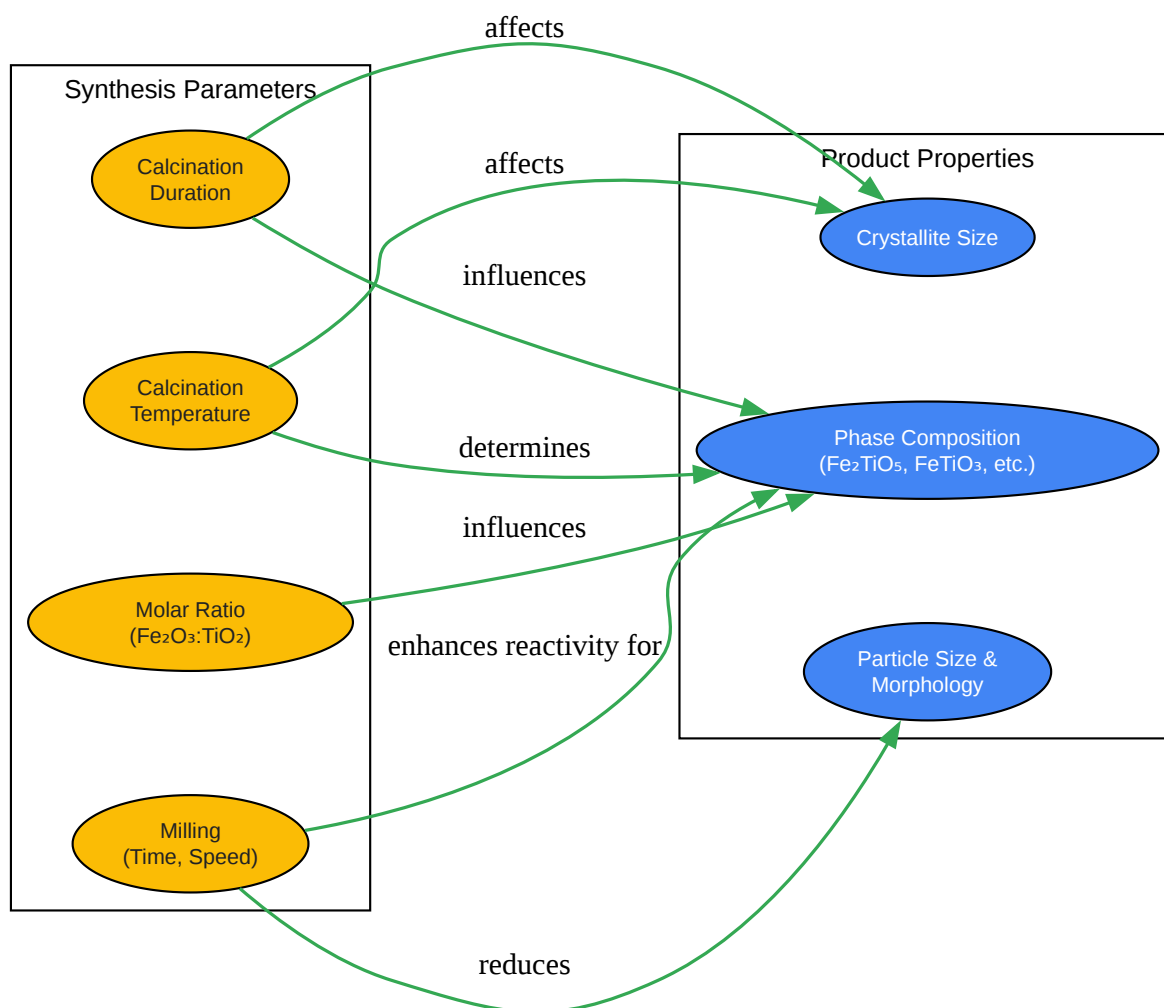 affects
Synthesis Parameters
Calcination
Duration
affects
Product Properties
Crystallite Size
influences
Calcination
Temperature
determines
Phase Composition
(Fe₂TiO₅, FeTiO₃, etc.)
influences
Molar Ratio
(Fe₂O₃:TiO₂)
enhances reactivity for
Particle Size &
Morphology
Milling
(Time, Speed)
reduces